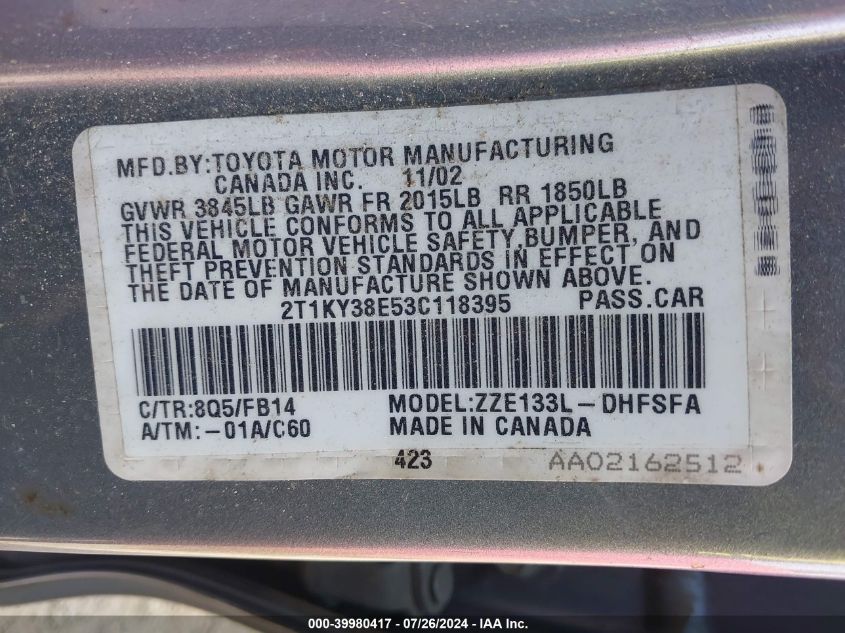 MFD.BY:TOYOTA MOTOR MANUFACTURING
CANADA INC. 11/02
GVWR 3845LB GAWR FR 2015LB RR 1850LB
THIS VEHICLE CONFORMS TO ALL APPLICABLE
FEDERAL MOTOR VEHICLE SAFETY,BUMPER, AND
THEFT PREVENTION STANDARDS IN EFFECT ON
THE DATE OF MANUFACTURE SHOWN ABOVE.
2T1KY38E53C118395 PASS.CAR
C/TR:8Q5/FB14 MODEL:ZZE133L-DHFSFA
A/TM:-01A/C60 MADE IN CANADA
423 AA02162512
000-39980417 - 07/26/2024 - IAA Inc.